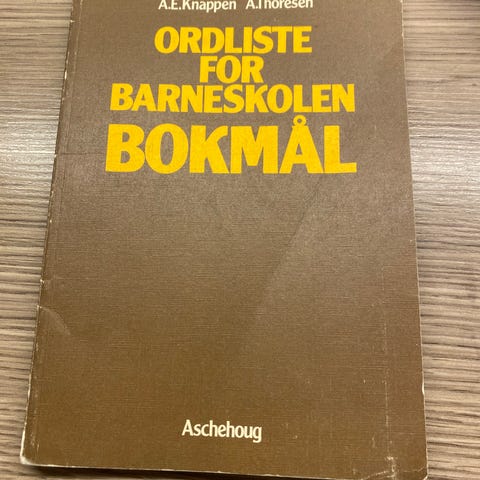 A.E.Knappen A.Thoresen
ORDLISTE
FOR
BARNESKOLEN
BOKMÅL
Aschehoug